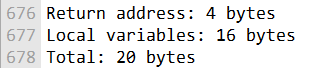 676 Return address: 4 bytes
677 Local variables: 16 bytes
678 Total: 20 bytes